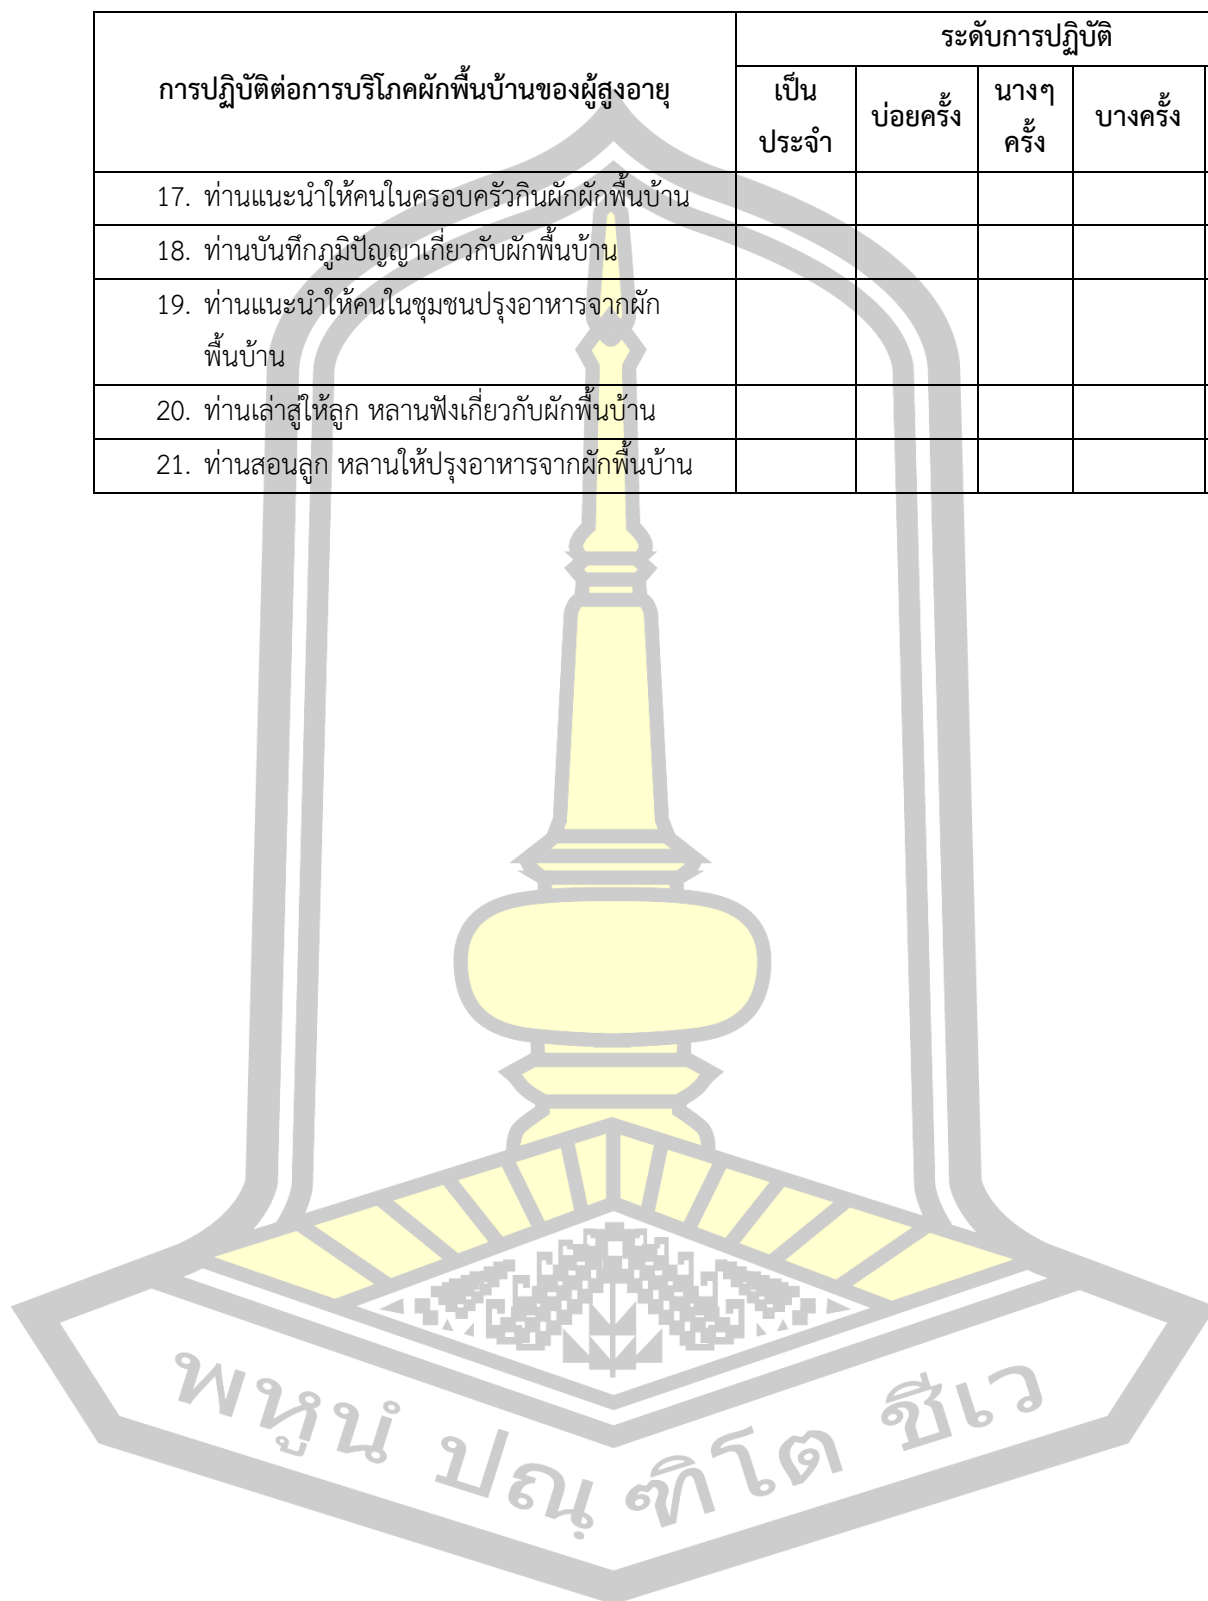 ระดับการปฏิบัติ
การปฏิบัติต่อการบริโภคผักพื้นบ้านของผู้สูงอายุ
เป็น
ประจำ
บ่อยครั้ง
นางๆ
ครั้ง
บางครั้ง
17. ท่านแนะนำให้คนในครอบครัวกินผักผักพื้นบ้าน
18. ท่านบันทึกภูมิปัญญาเกี่ยวกับผักพื้นบ้าน
19. ท่านแนะนำให้คนในชุมชนปรุงอาหารจากผัก
พื้นบ้าน
20. ท่านเล่าสู่ให้ลูก หลานฟังเกี่ยวกับผักพื้นบ้าน
21. ท่านสอนลูก หลานให้ปรุงอาหารจากผักพื้นบ้าน
พหูนํ ปณฺ ฑิโต ชีเว